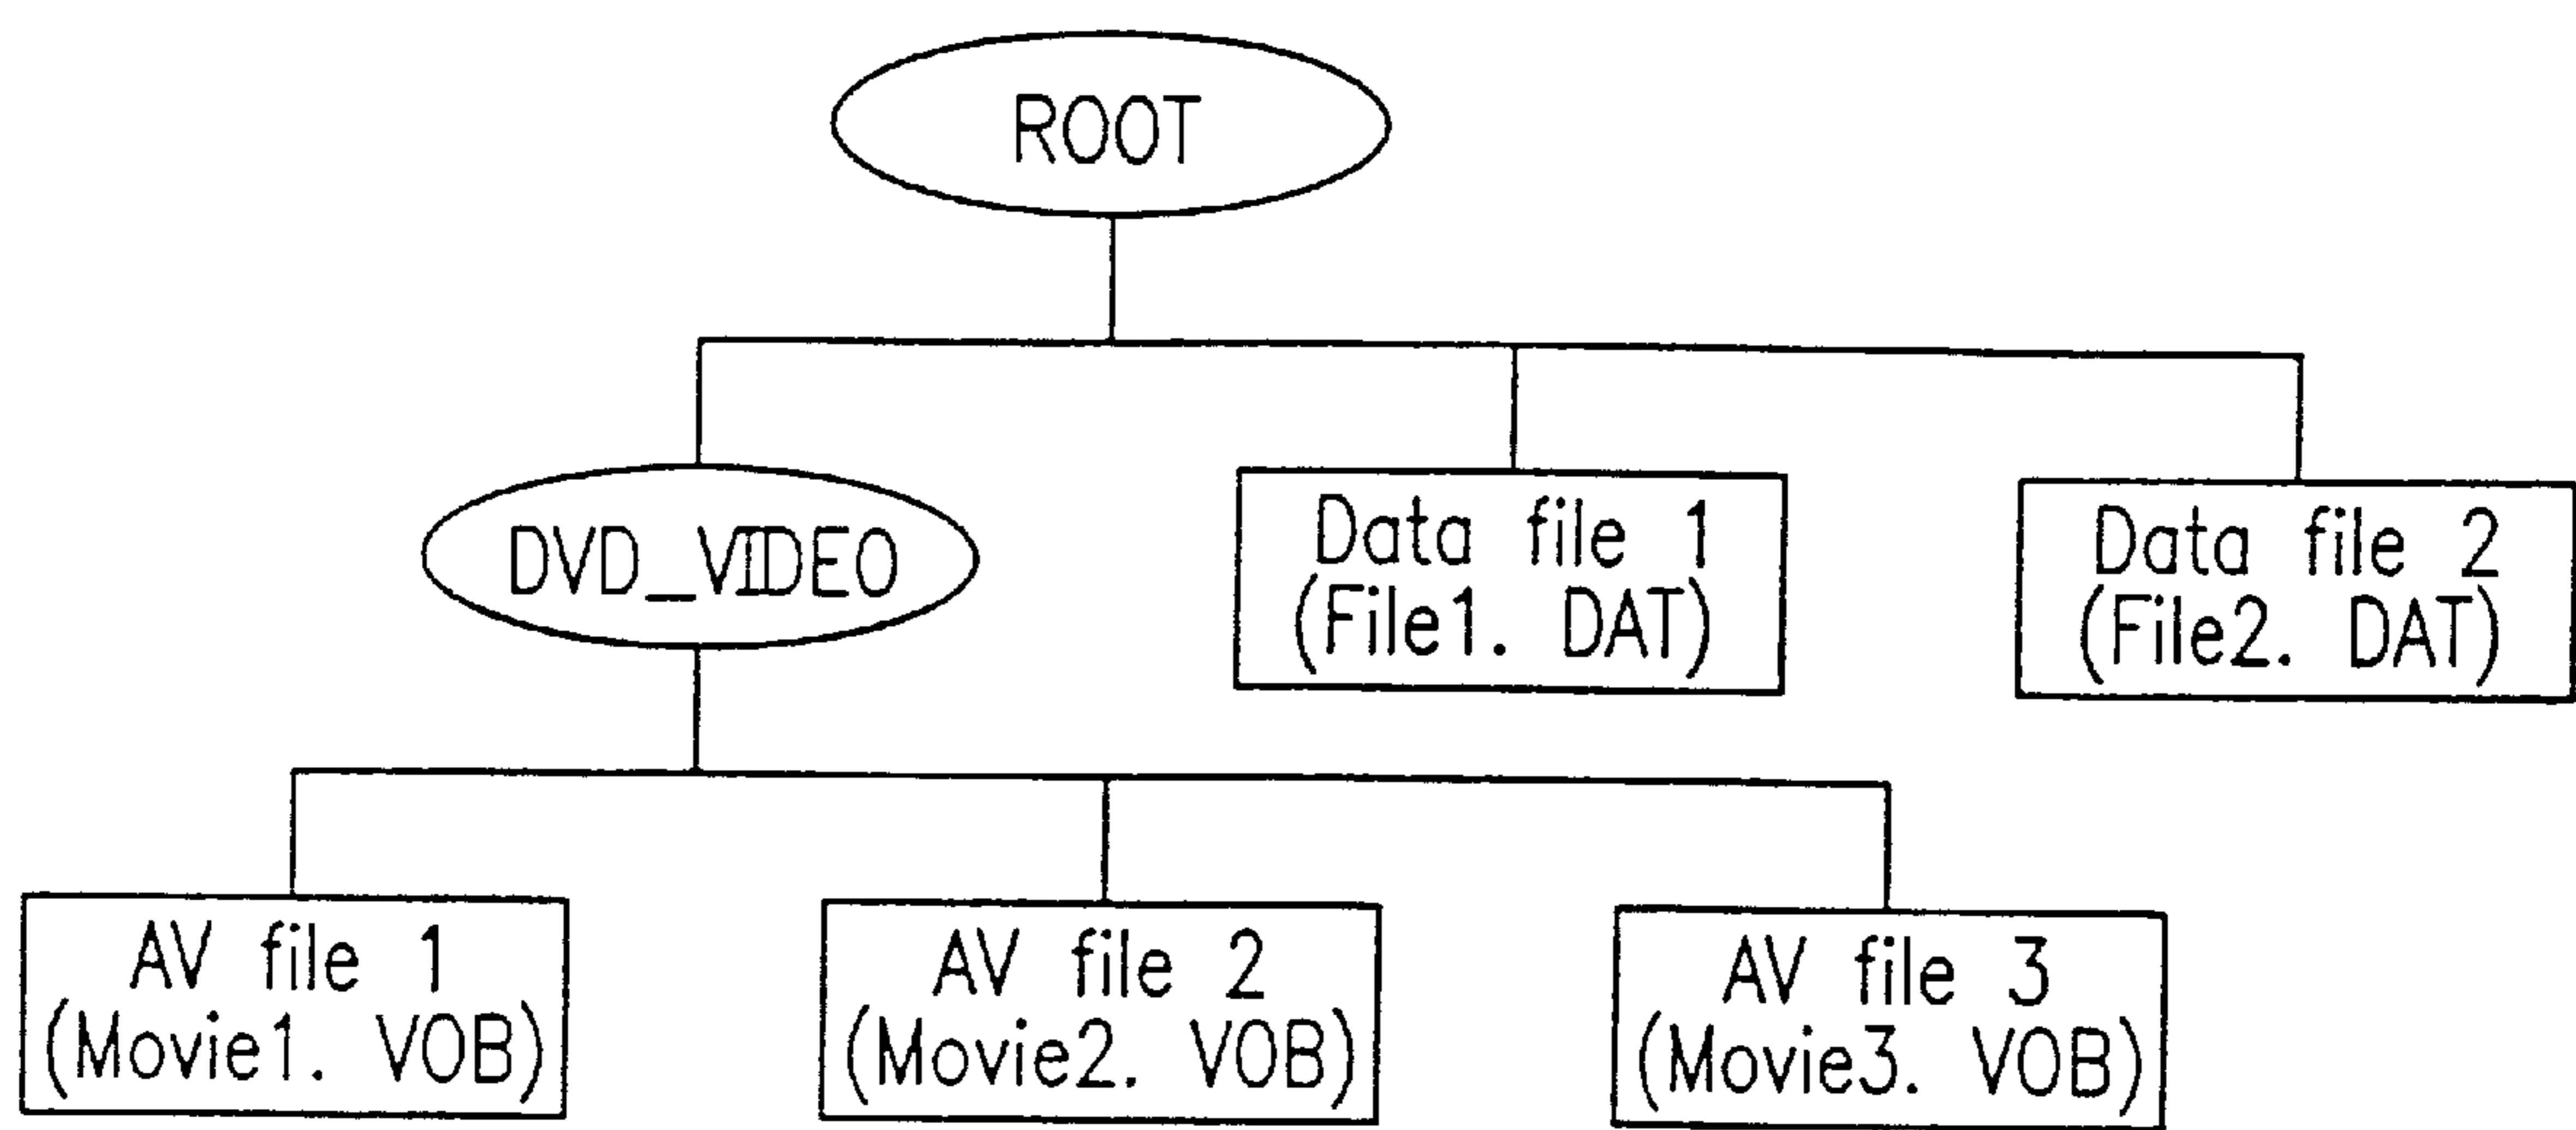 ROOT
DVD_VIDEO
Data file 1
(File1. DAT)
Data file 2
(File2. DAT)
AV file 1
(Movie1. VOB)
AV file 2
(Movie2. VOB)
AV file 3
(Movie3. VOB)